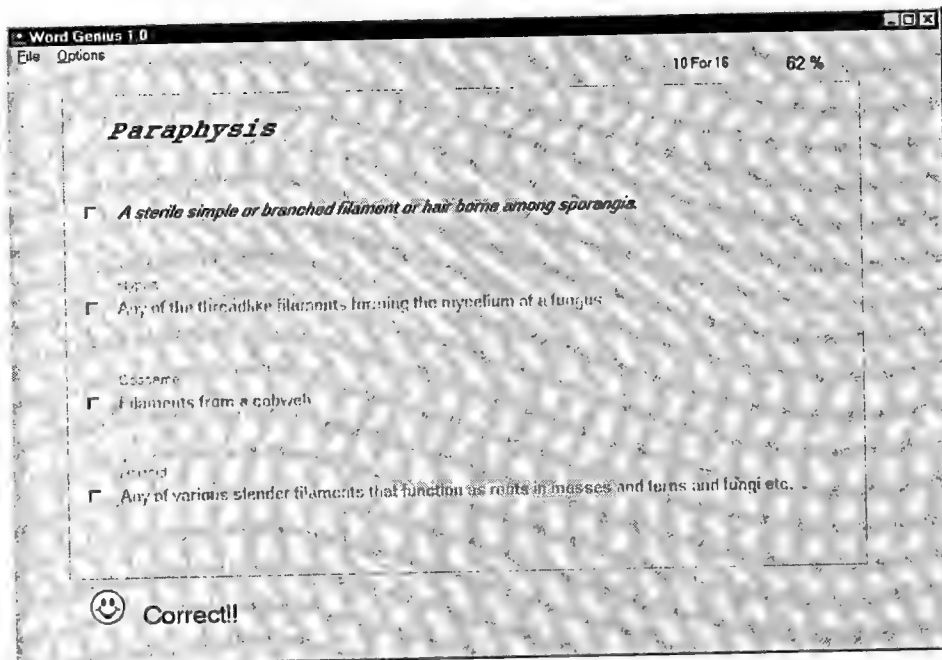 Word Genius 1.0
File Options
10 For 16 62 %
Paraphysis
A sterile simple or branched filament or hair borne among sporangia.
Any of the threadlike filaments forming the mycelium of a fungus
Filaments from a cobweb
Any of various slender filaments that function as roots in mosses and ferns and fungi etc.
Correct!!